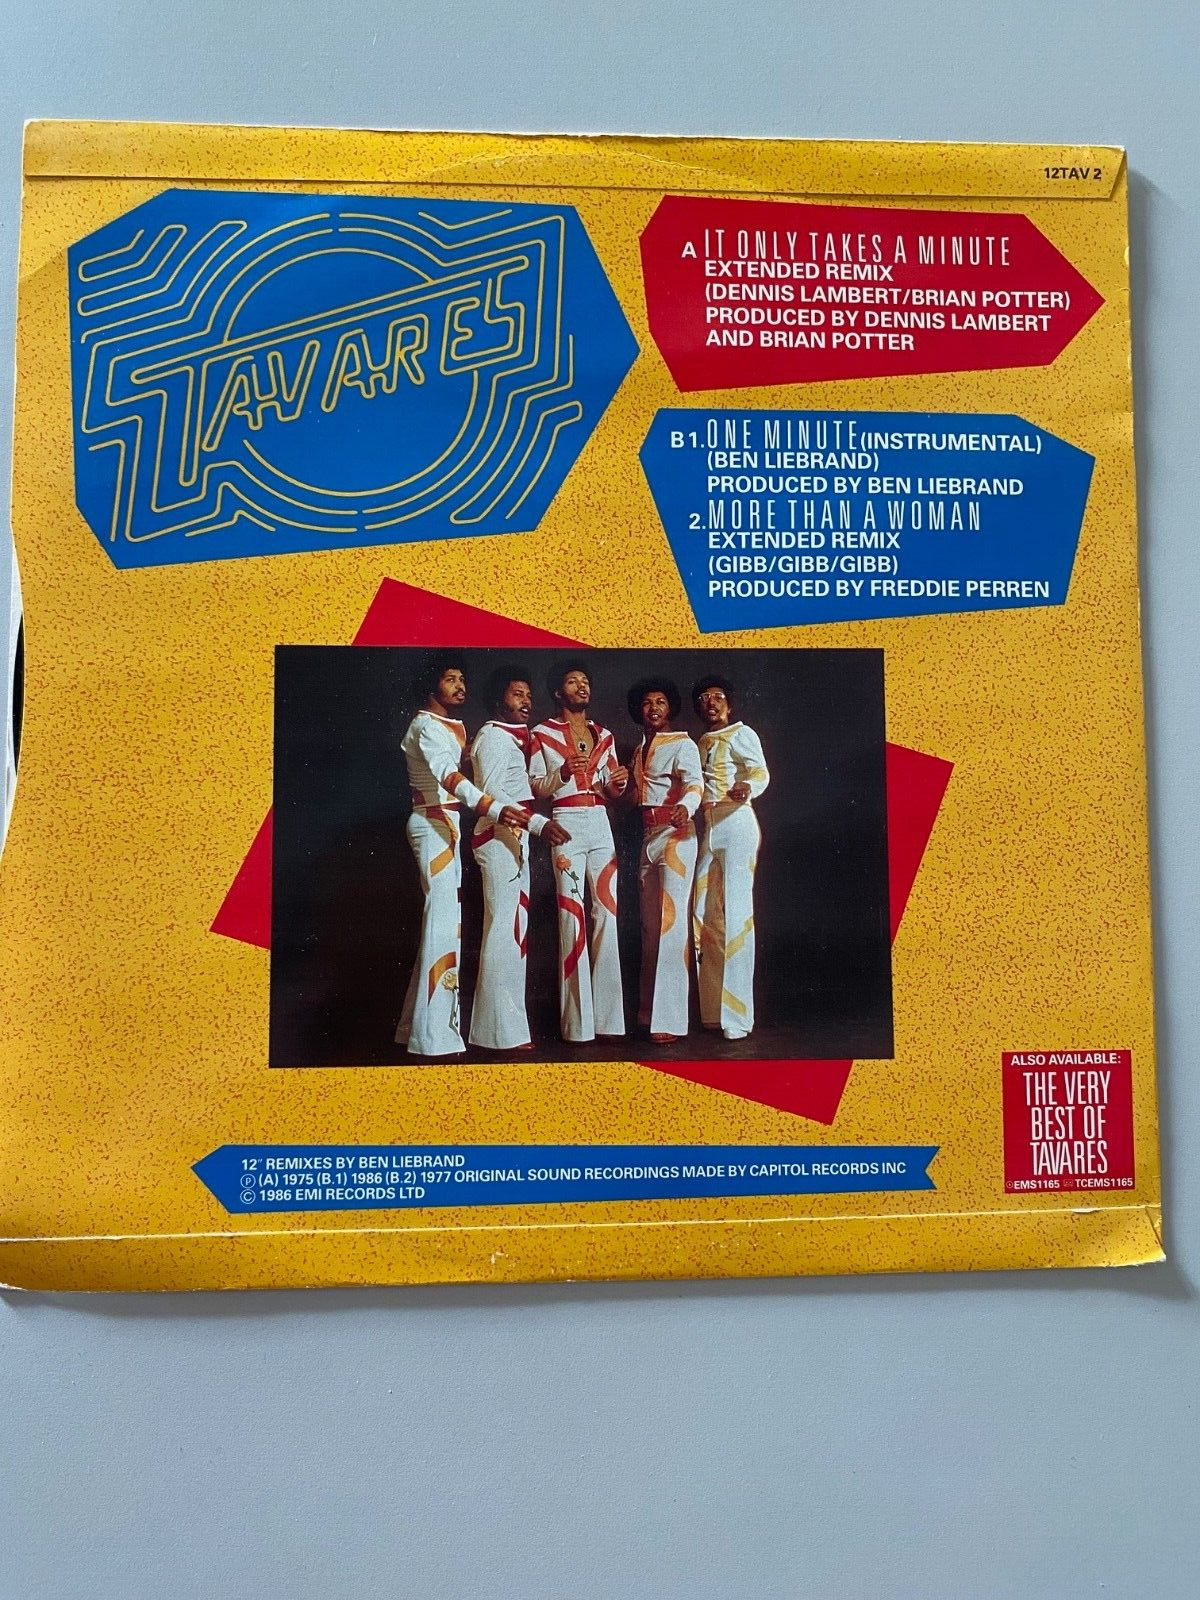 12TAV 2
TAVARES
A IT ONLY TAKES A MINUTE
EXTENDED REMIX
(DENNIS LAMBERT/BRIAN POTTER)
PRODUCED BY DENNIS LAMBERT
AND BRIAN POTTER
B1. ONE MINUTE (INSTRUMENTAL)
(BEN LIEBRAND)
PRODUCED BY BEN LIEBRAND
2. MORE THAN A WOMAN
EXTENDED REMIX
(GIBB/GIBB/GIBB)
PRODUCED BY FREDDIE PERREN
ALSO AVAILABLE:
THE VERY
BEST OF
TAVARES
EMS1165 TCEMS1165
12" REMIXES BY BEN LIEBRAND
℗ (A) 1975 (B.1) 1986 (B.2) 1977 ORIGINAL SOUND RECORDINGS MADE BY CAPITOL RECORDS INC
© 1986 EMI RECORDS LTD